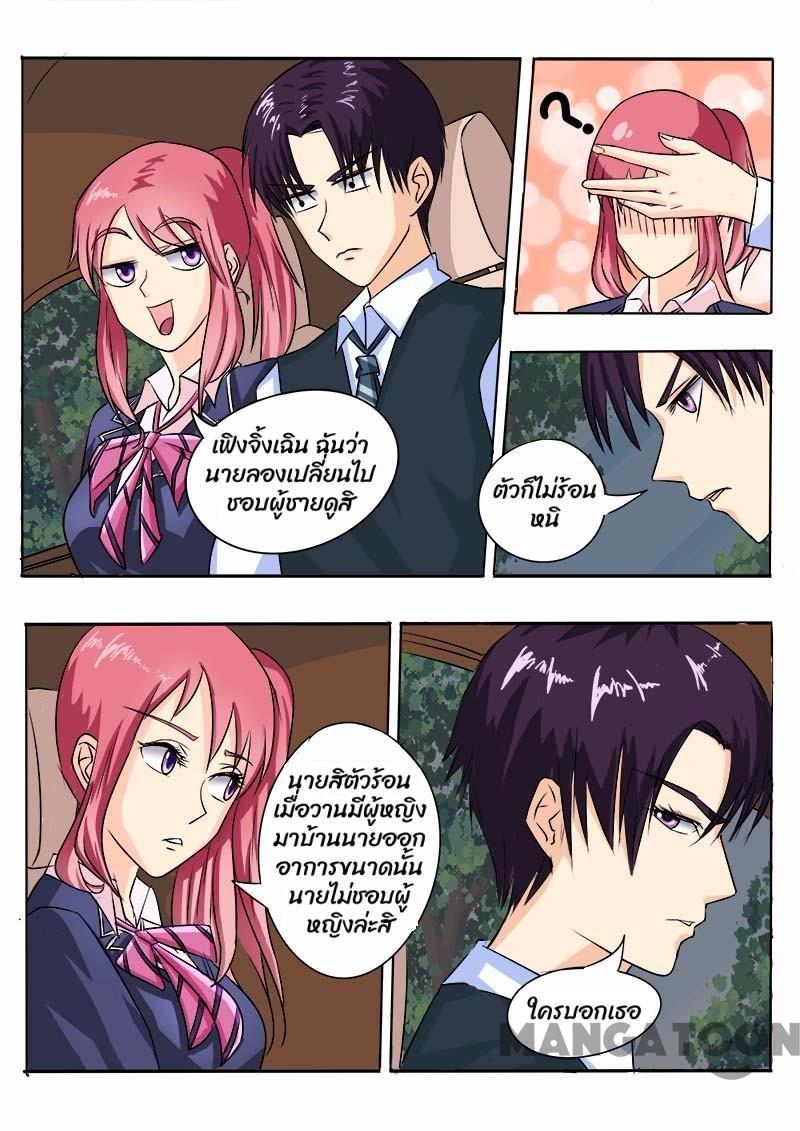 ?
เฟิงจิ้งเฉิน ฉันว่า
นายลองเปลี่ยนไป
ชอบผู้ชายดูสิ
ตัวก็ไม่ร้อน
หนิ
นายสิตัวร้อน
เมื่อวานมีผู้หญิง
มาบ้านนายออก
อาการขนาดนั้น
นายไม่ชอบผู้
หญิงล่ะสิ
ใครบอกเธอ
MANGATOON